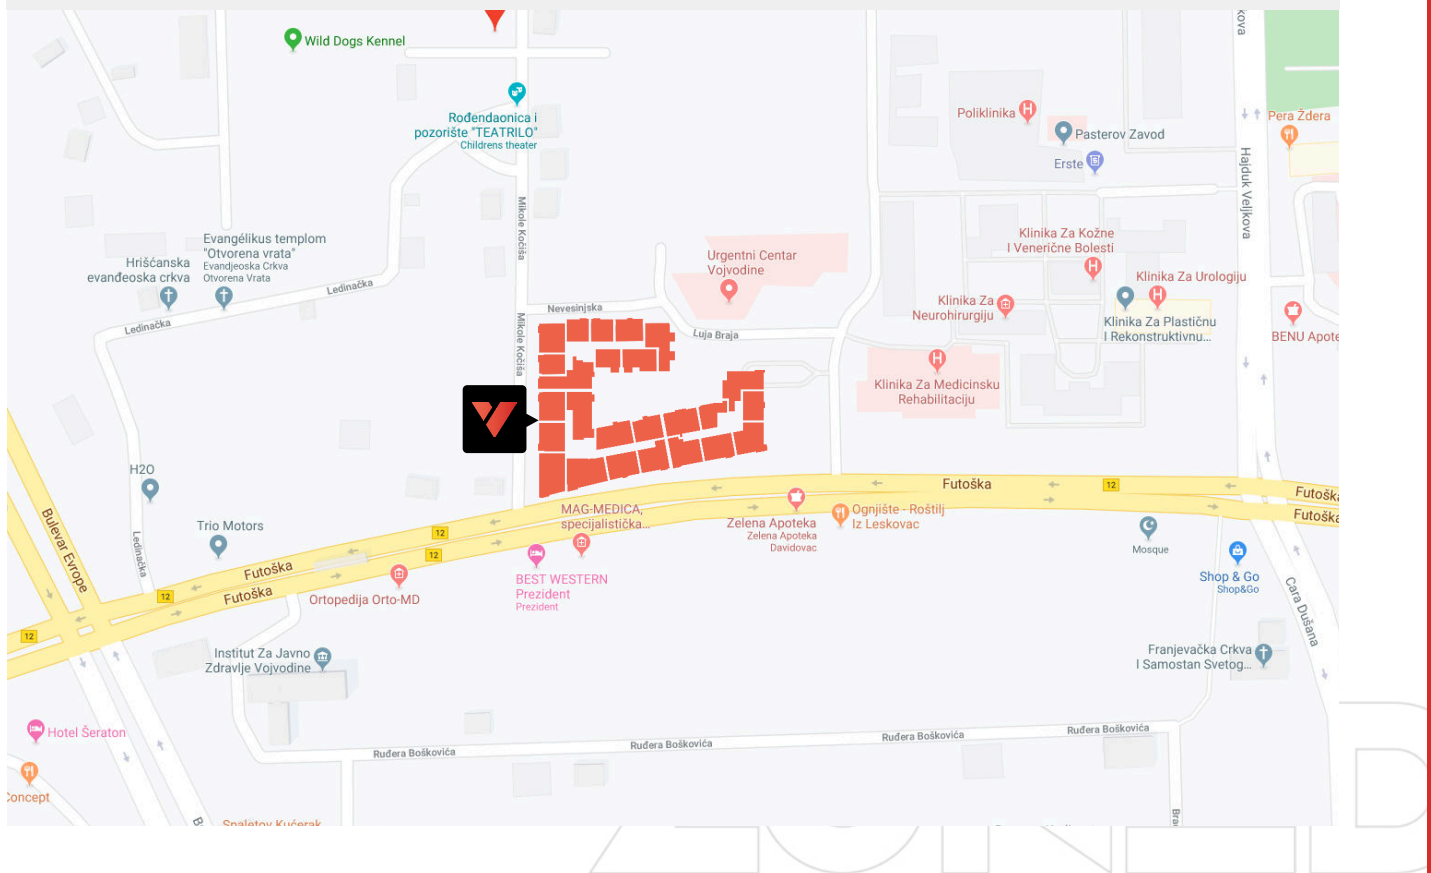 kova
Wild Dogs Kennel
Rođendaonica i
pozorište "TEATRILO"
Childrens theater
Poliklinika
Pasterov Zavod
Erste
Pera Ždera
Hajduk Veljkova
Mikole Kočiša
Evangélikus templom
"Otvorena vrata"
Evandjeoska Crkva
Otvorena Vrata
Hrišćanska
evanđeoska crkva
Ledinačka
Ledinačka
Urgentni Centar
Vojvodine
Klinika Za Kožne
I Venerične Bolesti
Klinika Za Urologiju
Klinika Za
Neurohirurgiju
Klinika Za Plastičnu
I Rekonstruktivnu...
BENU Apote
Nevesinjska
Luja Braja
Mikole Kočiša
Klinika Za Medicinsku
Rehabilitaciju
H2O
Trio Motors
Ledinačka
Bulevar Evrope
Futoška
12
Futoška
Futoška
MAG-MEDICA,
specijalistička...
Zelena Apoteka
Zelena Apoteka
Davidovac
Ognjište - Roštilj
Iz Leskovac
12
12
Mosque
Shop & Go
Shop&Go
Cara Dušana
Futoška
Futoška
12
12
BEST WESTERN
Prezident
Prezident
Ortopedija Orto-MD
Institut Za Javno
Zdravlje Vojvodine
Franjevačka Crkva
I Samostan Svetog...
Hotel Šeraton
Concept
Ruđera Boškovića
Ruđera Boškovića
Ruđera Boškovića
Ruđera Boškovića
Spaletov Kućerak
Bra